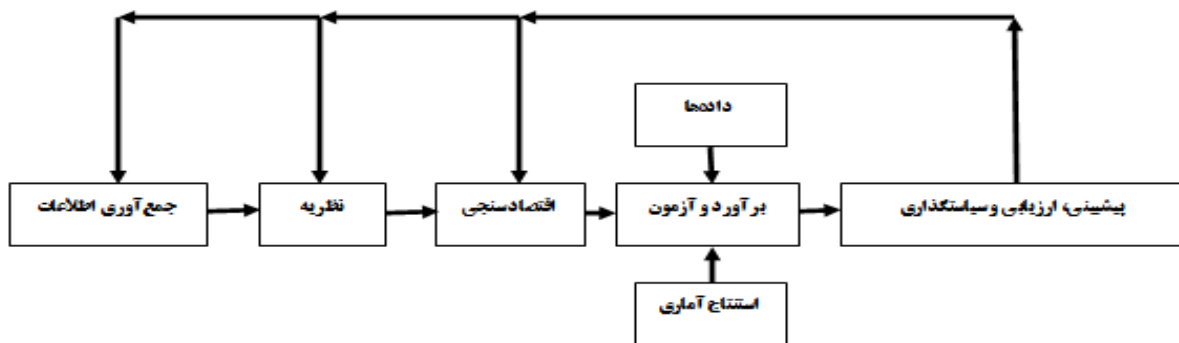 داده‌ها
جمع‌آوری اطلاعات
نظریه
اقتصادسنجی
برآورد و آزمون
پیشبینی، ارزیابی و سیاستگذاری
استنتاج آماری